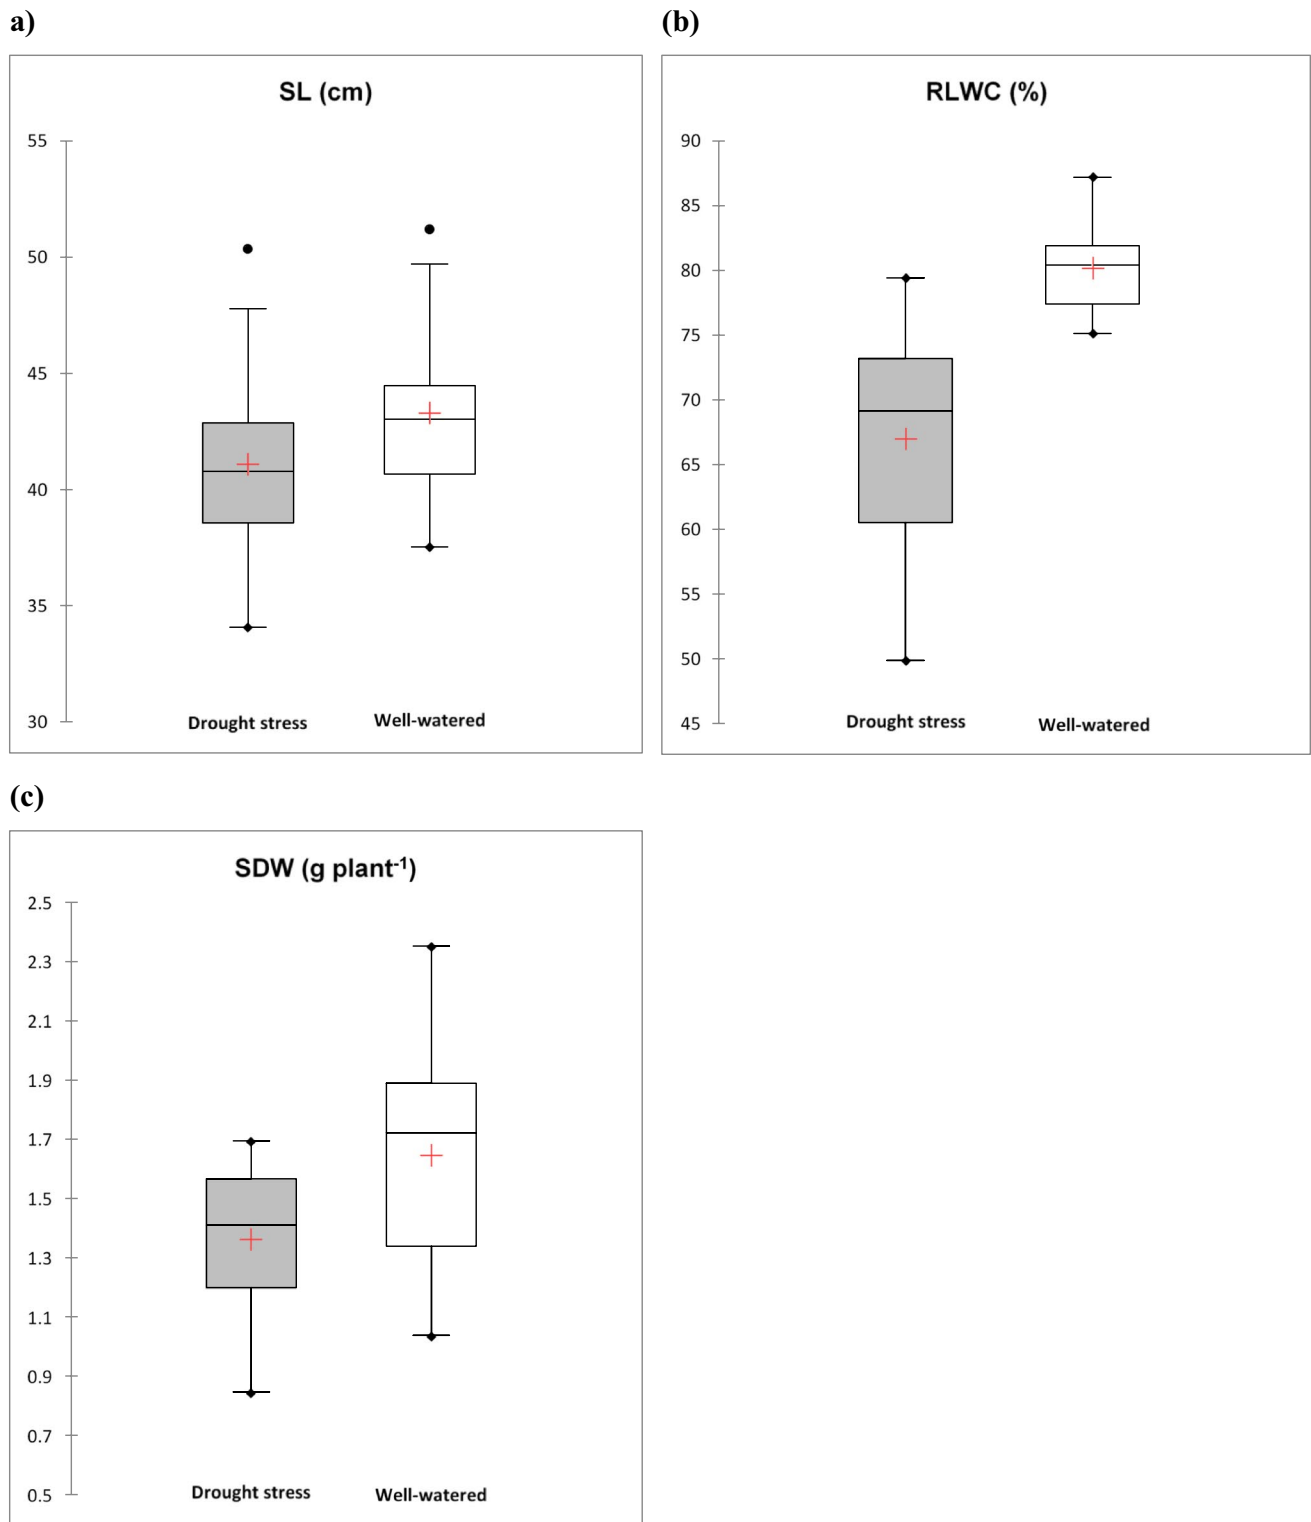 a)
SL (cm)
55
50
45
40
35
30
Drought stress
Well-watered
(b)
RLWC (%)
90
85
80
75
70
65
60
55
50
45
Drought stress
Well-watered
(c)
SDW (g plant⁻¹)
2.5
2.3
2.1
1.9
1.7
1.5
1.3
1.1
0.9
0.7
0.5
Drought stress
Well-watered